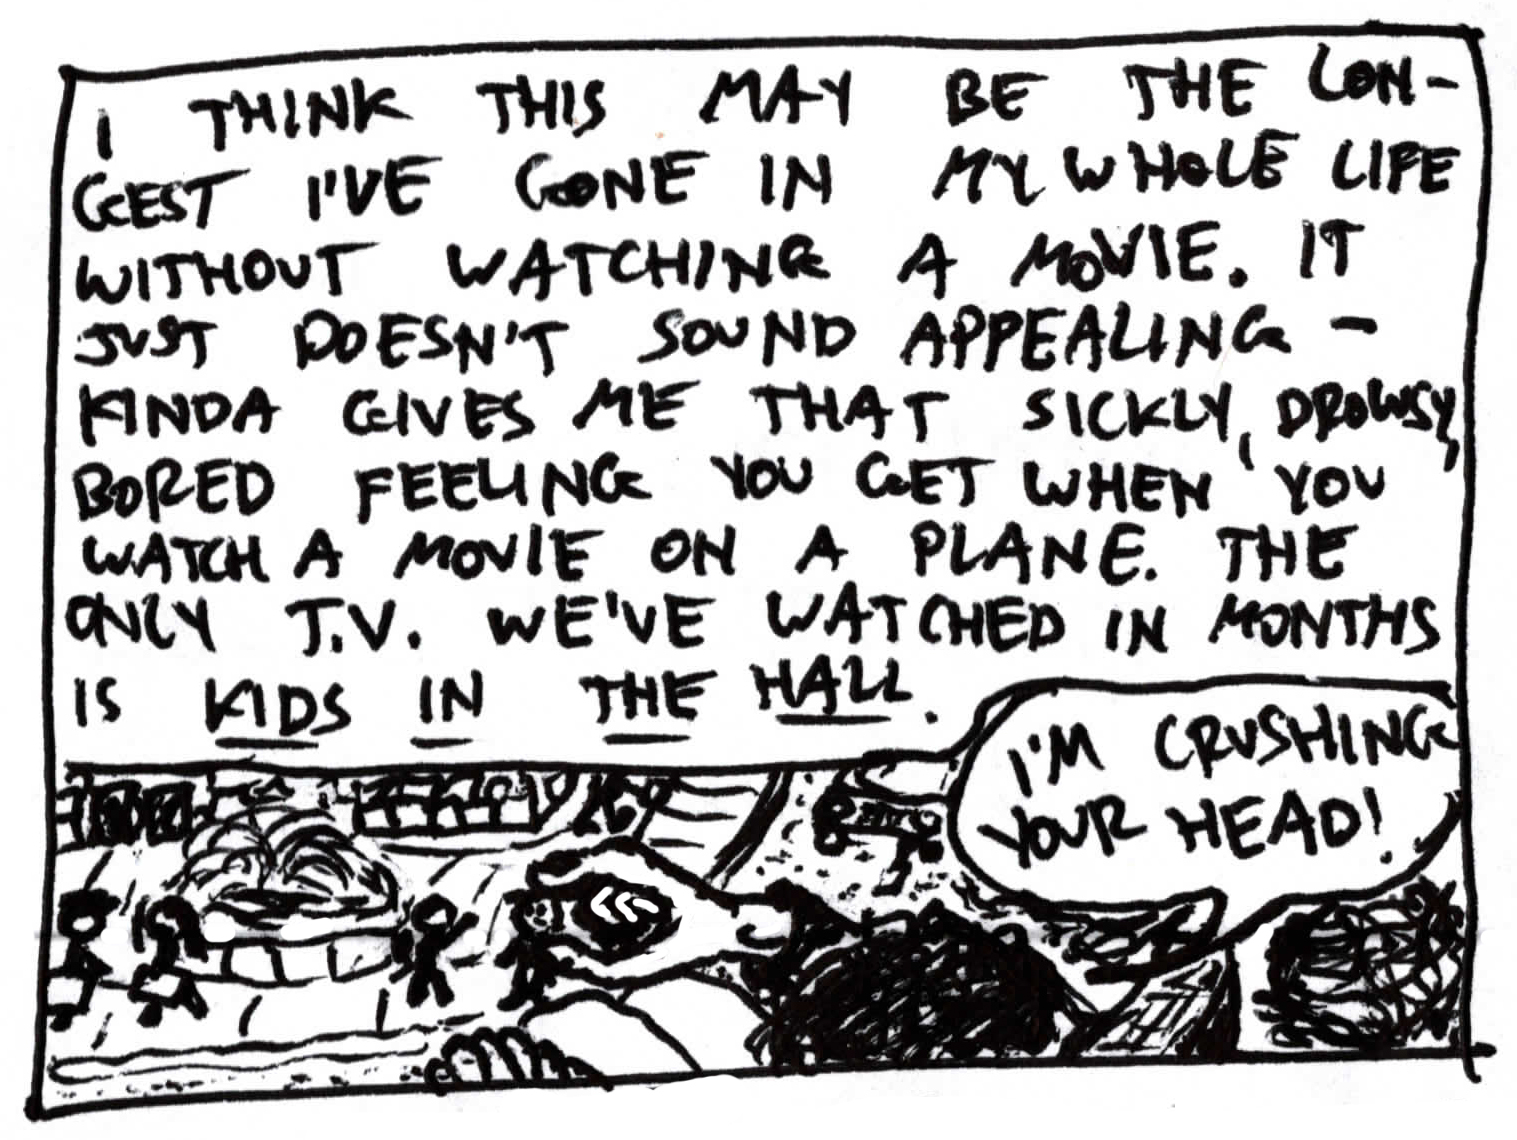 I THINK THIS MAY BE THE LON-
GEST I'VE GONE IN MY WHOLE LIFE
WITHOUT WATCHING A MOVIE. IT
JUST DOESN'T SOUND APPEALING -
KINDA GIVES ME THAT SICKLY, DROWSY,
BORED FEELING YOU GET WHEN YOU
WATCH A MOVIE ON A PLANE. THE
ONLY T.V. WE'VE WATCHED IN MONTHS
IS KIDS IN THE HALL.
I'M CRUSHING
YOUR HEAD!